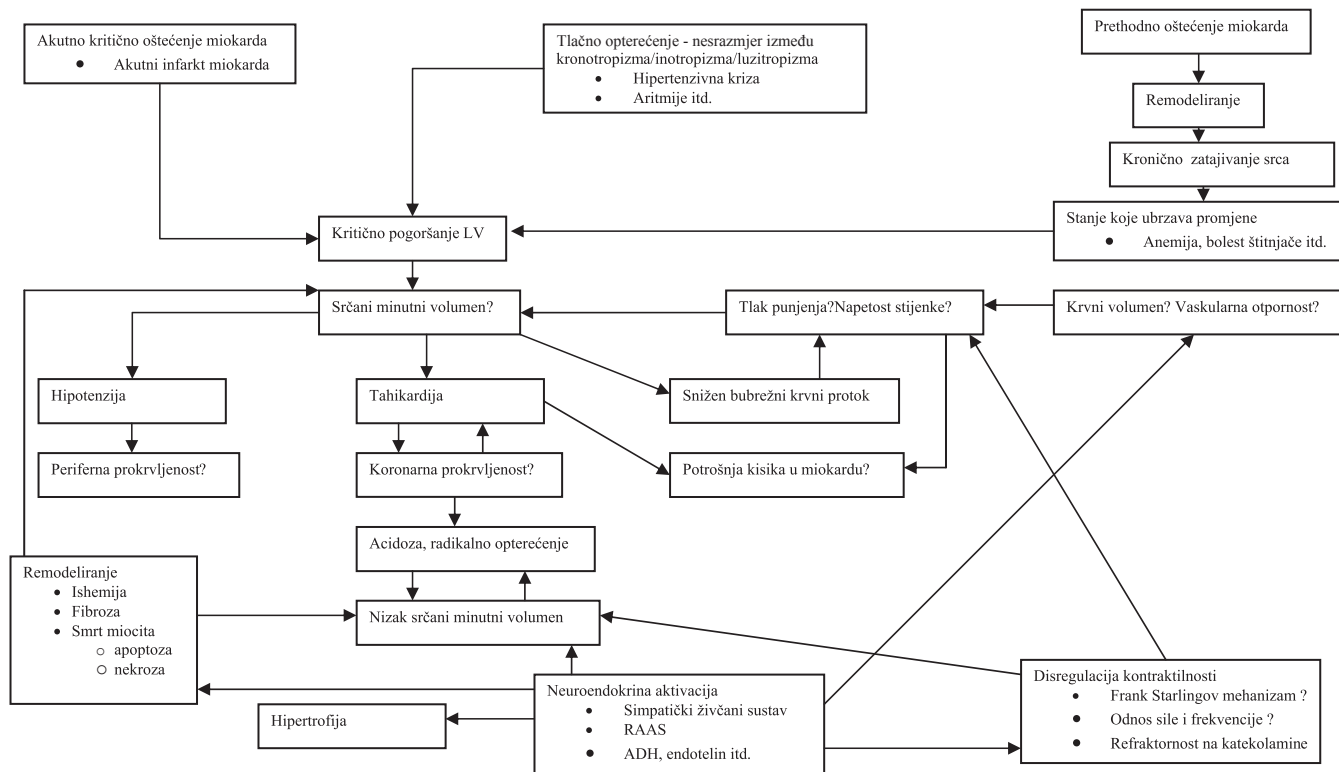 Akutno kritično oštećenje miokarda
● Akutni infarkt miokarda
Tlačno opterećenje - nesrazmjer između
kronotropizma/inotropizma/luzitropizma
● Hipertenzivna kriza
● Aritmije itd.
Prethodno oštećenje miokarda
Remodeliranje
Kronično zatajivanje srca
Stanje koje ubrzava promjene
● Anemija, bolest štitnjače itd.
Kritično pogoršanje LV
Srčani minutni volumen?
Tlak punjenja?Napetost stijenke?
Krvni volumen? Vaskularna otpornost?
Hipotenzija
Tahikardija
Snižen bubrežni krvni protok
Periferna prokrvljenost?
Koronarna prokrvljenost?
Potrošnja kisika u miokardu?
Acidoza, radikalno opterećenje
Remodeliranje
● Ishemija
● Fibroza
● Smrt miocita
○ apoptoza
○ nekroza
Nizak srčani minutni volumen
Hipertrofija
Neuroendokrina aktivacija
● Simpatički živčani sustav
● RAAS
● ADH, endotelin itd.
Disregulacija kontraktilnosti
● Frank Starlingov mehanizam ?
● Odnos sile i frekvencije ?
● Refraktornost na katekolamine